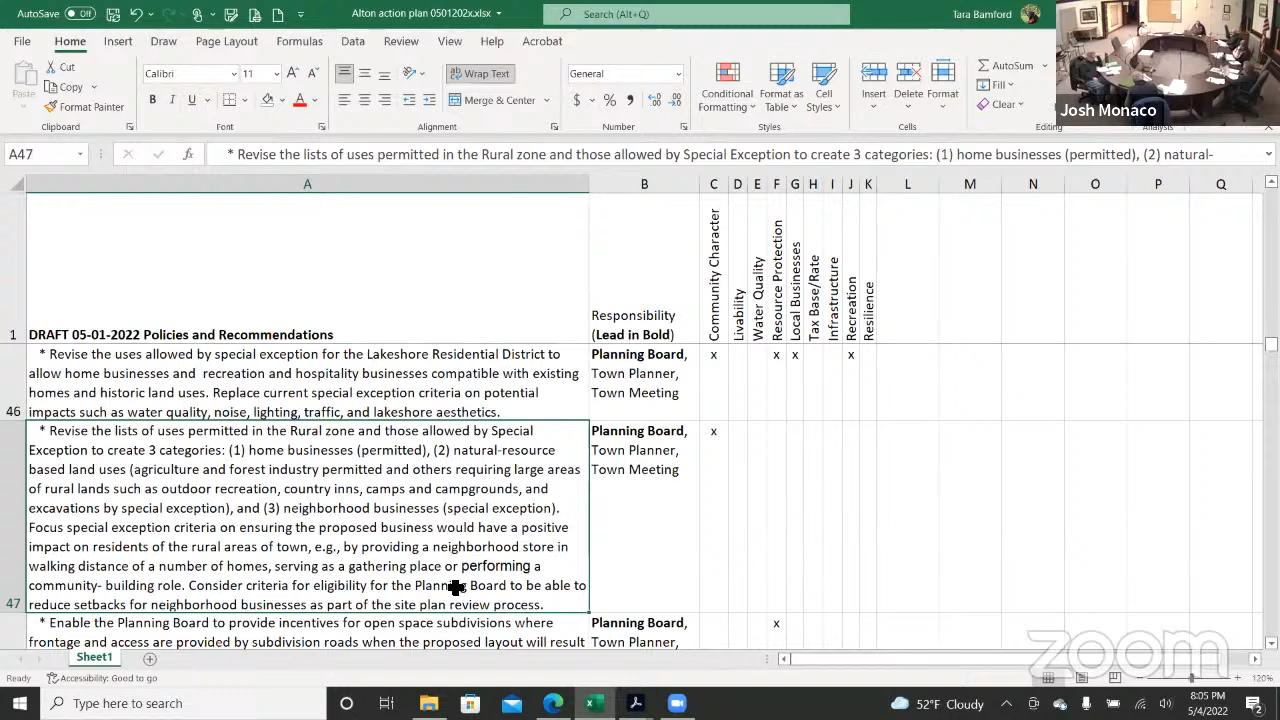 AutoSave Off
Alton action plan 0501202xxlsx
Search (Alt+Q)
Tara Bamford
File Home Insert Draw Page Layout Formulas Data Review View Help Acrobat
Paste
Cut
Copy
Format Painter
Clipboard
Calibri 11
B I U
Font
Wrap Text
Merge & Center
Alignment
General
$ % ,
Number
Conditional Formatting
Format as Table
Cell Styles
Styles
Insert Delete Format
Cells
AutoSum
Fill
Clear
Editing
Analysis
Josh Monaco
A47
fx
* Revise the lists of uses permitted in the Rural zone and those allowed by Special Exception to create 3 categories: (1) home businesses (permitted), (2) natural-
A B C D E F G H I J K L M N O P Q
1
DRAFT 05-01-2022 Policies and Recommendations
Responsibility
(Lead in Bold)
Community Character
Livability
Water Quality
Resource Protection
Local Businesses
Tax Base/Rate
Infrastructure
Recreation
Resilience
46
* Revise the uses allowed by special exception for the Lakeshore Residential District to
allow home businesses and recreation and hospitality businesses compatible with existing
homes and historic land uses. Replace current special exception criteria on potential
impacts such as water quality, noise, lighting, traffic, and lakeshore aesthetics.
Planning Board,
Town Planner,
Town Meeting
x x x x
47
* Revise the lists of uses permitted in the Rural zone and those allowed by Special
Exception to create 3 categories: (1) home businesses (permitted), (2) natural-resource
based land uses (agriculture and forest industry permitted and others requiring large areas
of rural lands such as outdoor recreation, country inns, camps and campgrounds, and
excavations by special exception), and (3) neighborhood businesses (special exception).
Focus special exception criteria on ensuring the proposed business would have a positive
impact on residents of the rural areas of town, e.g., by providing a neighborhood store in
walking distance of a number of homes, serving as a gathering place or performing a
community- building role. Consider criteria for eligibility for the Planning Board to be able to
reduce setbacks for neighborhood businesses as part of the site plan review process.
Planning Board,
Town Planner,
Town Meeting
x
* Enable the Planning Board to provide incentives for open space subdivisions where
frontage and access are provided by subdivision roads when the proposed layout will result
Planning Board,
Town Planner,
x
Sheet1
Ready
Accessibility: Good to go
120%
zoom
Type here to search
52°F Cloudy
8:05 PM
5/4/2022